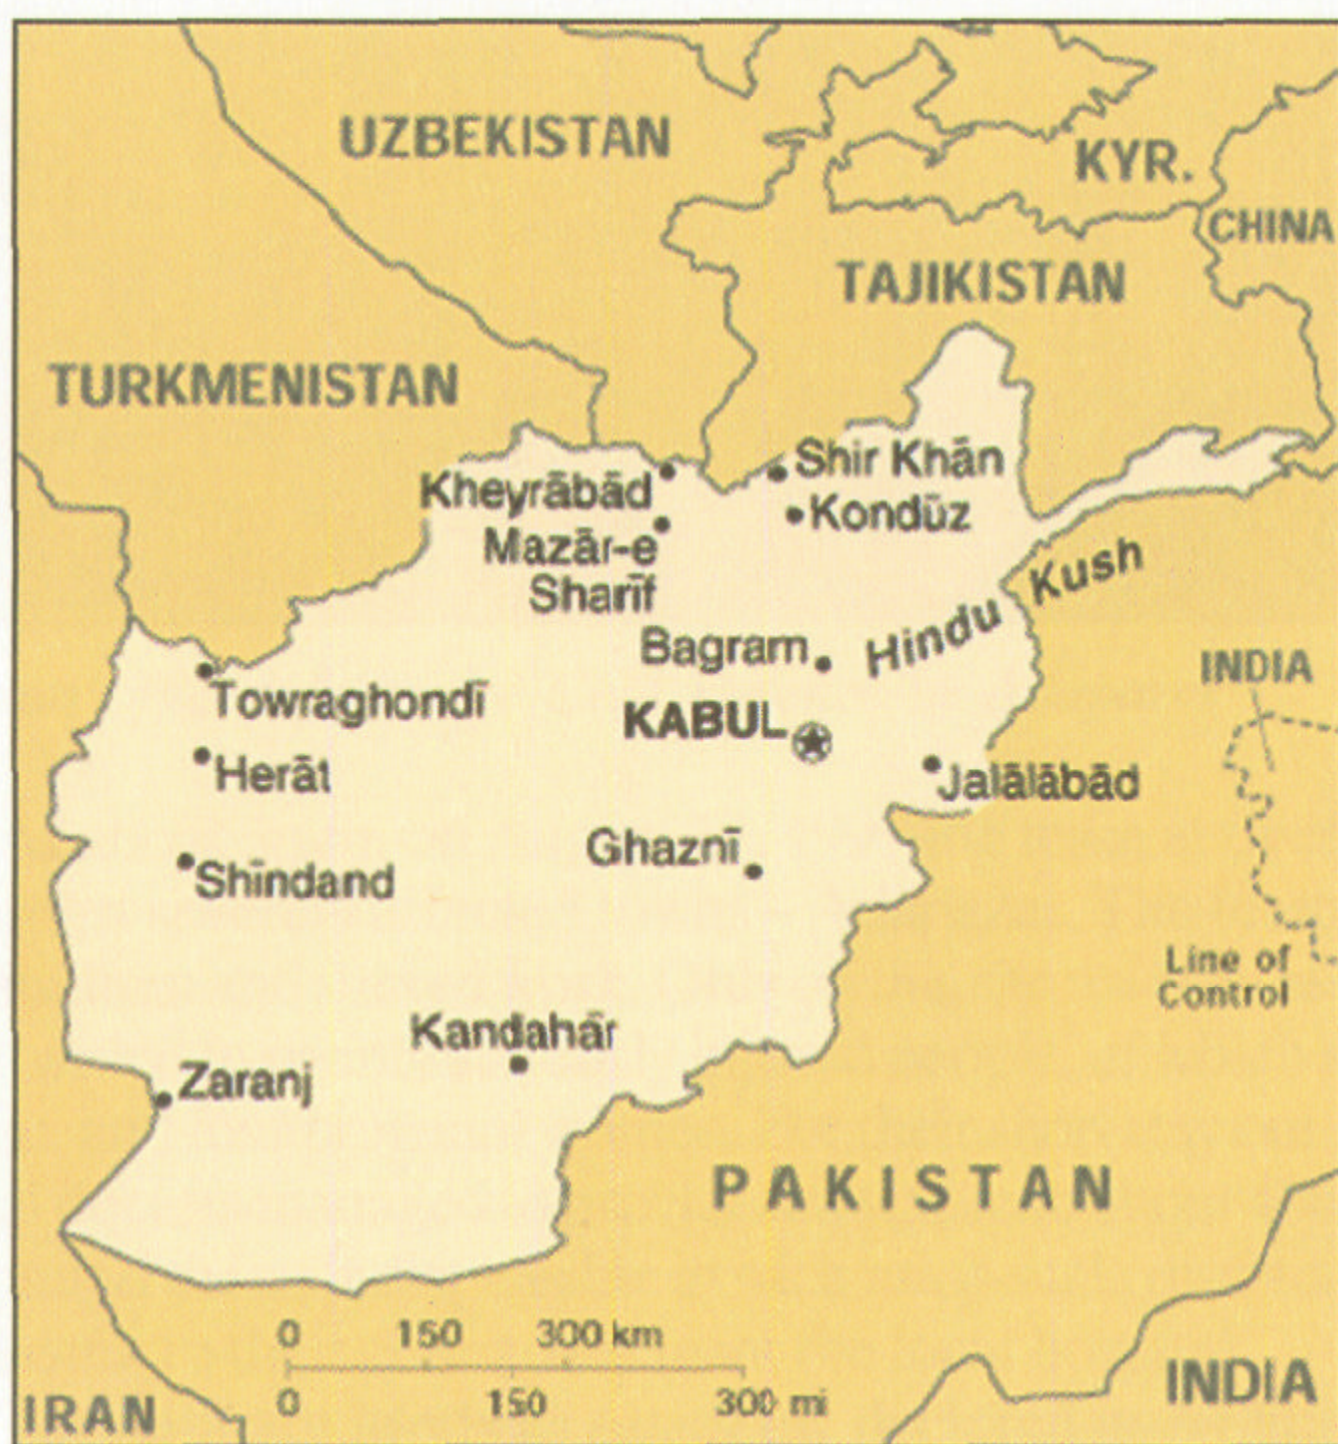 UZBEKISTAN
KYR.
CHINA
TAJIKISTAN
TURKMENISTAN
Shir Khān
Kheyrābād
Kondūz
Mazār-e
Sharīf
Hindu Kush
Bagram
INDIA
Towraghondī
KABUL
Herāt
Jalālābād
Ghaznī
Shīndand
Line of
Control
Kandahār
Zaranj
PAKISTAN
0 150 300 km
0 150 300 mi
INDIA
IRAN